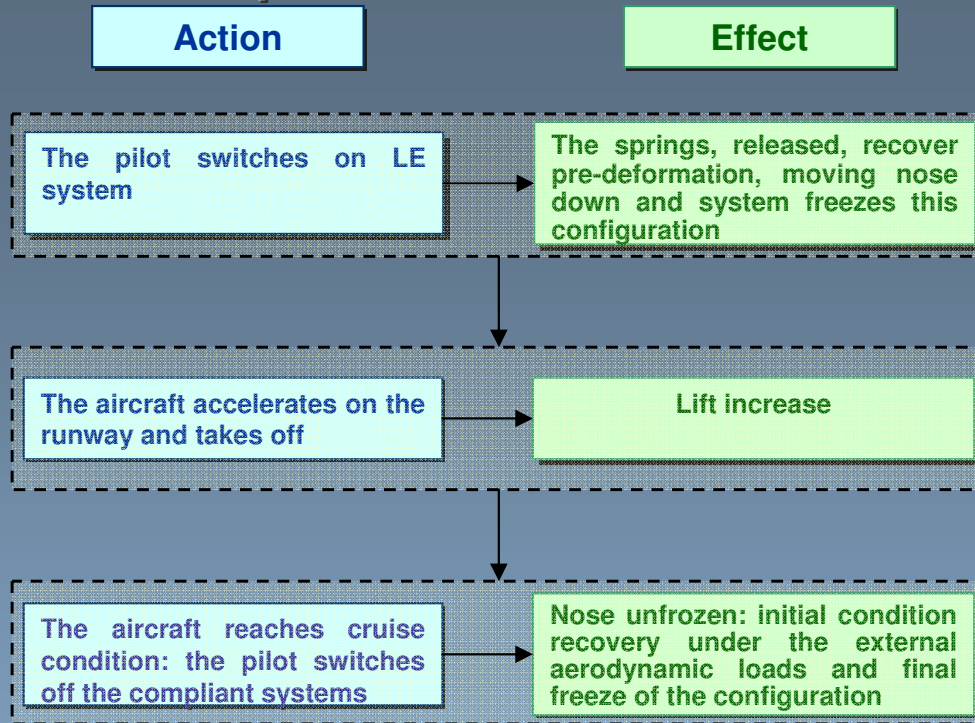 Action
Effect
The pilot switches on LE
system
The springs, released, recover
pre-deformation, moving nose
down and system freezes this
configuration
The aircraft accelerates on the
runway and takes off
Lift increase
The aircraft reaches cruise
condition: the pilot switches
off the compliant systems
Nose unfrozen: initial condition
recovery under the external
aerodynamic loads and final
freeze of the configuration